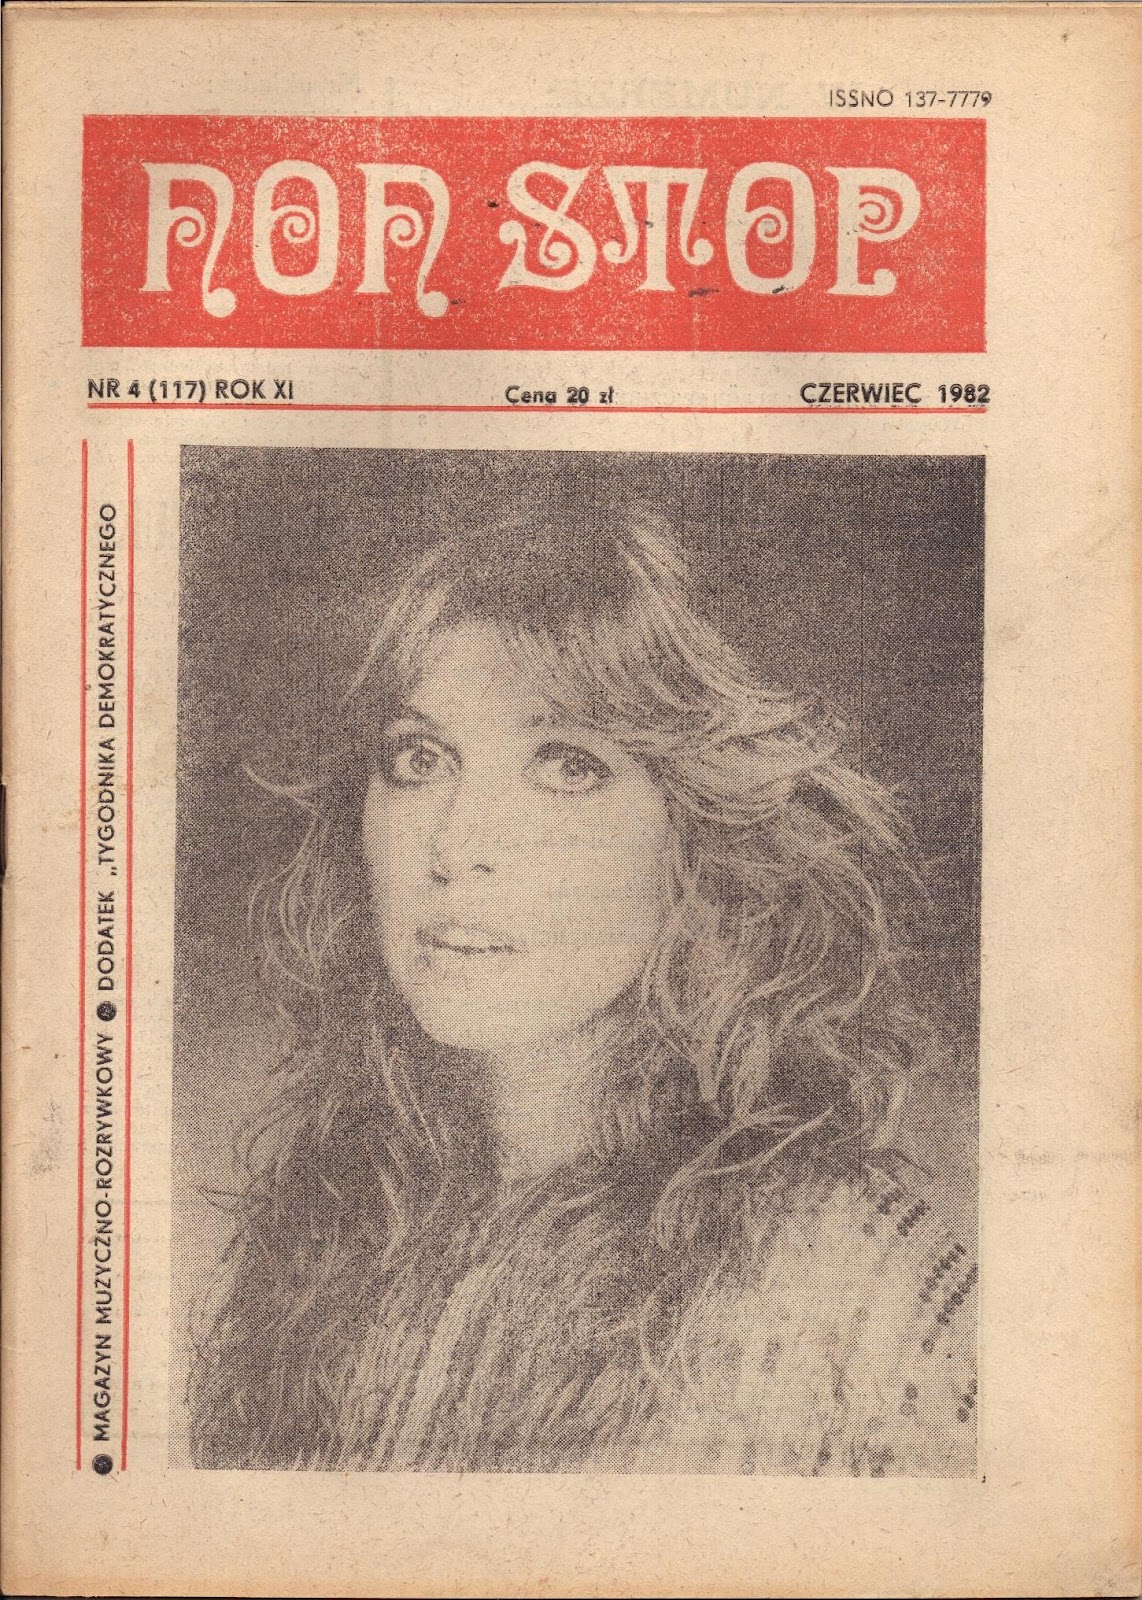 ISSNO 137-7779
NON STOP
NR 4 (117) ROK XI
Cena 20 zł
CZERWIEC 1982
● MAGAZYN MUZYCZNO-ROZRYWKOWY ● DODATEK „TYGODNIKA DEMOKRATYCZNEGO